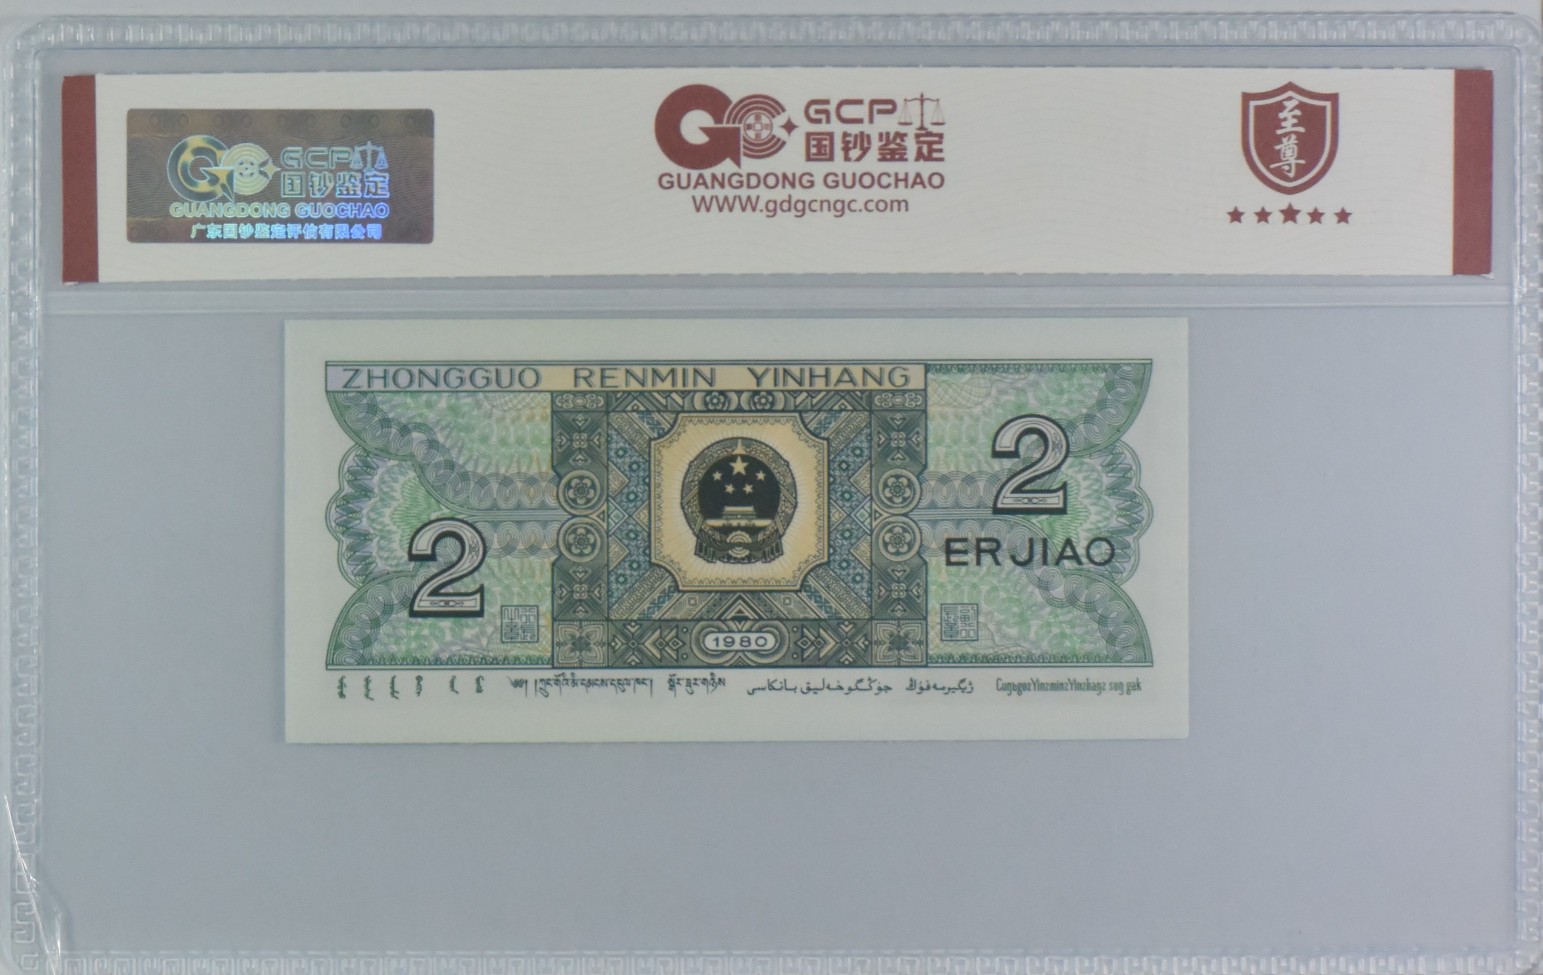 GCP
国钞鉴定
GUANGDONG GUOCHAO
广东国钞鉴定评估有限公司
GCP
国钞鉴定
GUANGDONG GUOCHAO
WWW.gdgcngc.com
至尊
ZHONGGUO RENMIN YINHANG
2
2
ERJIAO
1980
جۇڭگوخەلىق بانكىسى